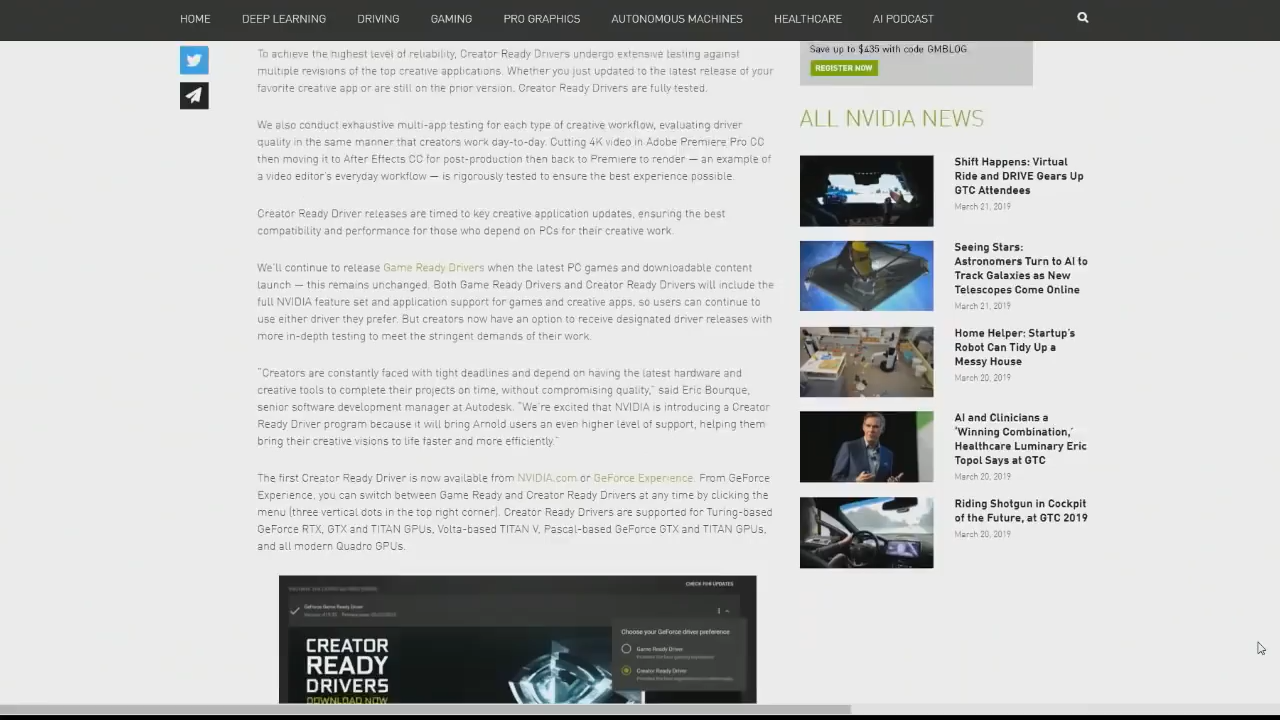 HOME DEEP LEARNING DRIVING GAMING PRO GRAPHICS AUTONOMOUS MACHINES HEALTHCARE AI PODCAST
To achieve the highest level of reliability, Creator Ready Drivers undergo extensive testing against
multiple revisions of the top creative applications. Whether you just updated to the latest release of your
favorite creative app or are still on the prior version, Creator Ready Drivers are fully tested.
We also conduct exhaustive multi-app testing for each type of creative workflow, evaluating driver
quality in the same manner that creators work day-to-day. Cutting 4K video in Adobe Premiere Pro CC
then moving it to After Effects CC for post-production then back to Premiere to render — an example of
a video editor's everyday workflow — is rigorously tested to ensure the best experience possible.
Creator Ready Driver releases are timed to key creative application updates, ensuring the best
compatibility and performance for those who depend on PCs for their creative work.
We'll continue to release Game Ready Drivers when the latest PC games and downloadable content
launch — this remains unchanged. Both Game Ready Drivers and Creator Ready Drivers will include the
full NVIDIA feature set and application support for games and creative apps, so users can continue to
use either driver they prefer. But creators now have an option to receive designated driver releases with
more in-depth testing to meet the stringent demands of their work.
"Creators are constantly faced with tight deadlines and depend on having the latest hardware and
creative tools to complete their projects on time, without compromising quality," said Eric Bourque,
senior software development manager at Autodesk. "We're excited that NVIDIA is introducing a Creator
Ready Driver program because it will bring Arnold users an even higher level of support, helping them
bring their creative visions to life faster and more efficiently."
The first Creator Ready Driver is now available from NVIDIA.com or GeForce Experience. From GeForce
Experience, you can switch between Game Ready and Creator Ready Drivers at any time by clicking the
menu (three vertical dots in the top right corner). Creator Ready Drivers are supported for Turing-based
GeForce RTX, GTX and TITAN GPUs, Volta-based TITAN V, Pascal-based GeForce GTX and TITAN GPUs,
and all modern Quadro GPUs.
CHECK FOR UPDATES
GeForce Game Ready Driver
Choose your GeForce driver preference
Game Ready Driver
Creator Ready Driver
CREATOR
READY
DRIVERS
DOWNLOAD NOW
Save up to $435 with code GMBLOG.
REGISTER NOW
ALL NVIDIA NEWS
Shift Happens: Virtual
Ride and DRIVE Gears Up
GTC Attendees
March 21, 2019
Seeing Stars:
Astronomers Turn to AI to
Track Galaxies as New
Telescopes Come Online
March 21, 2019
Home Helper: Startup's
Robot Can Tidy Up a
Messy House
March 20, 2019
AI and Clinicians a
'Winning Combination,'
Healthcare Luminary Eric
Topol Says at GTC
March 20, 2019
Riding Shotgun in Cockpit
of the Future, at GTC 2019
March 20, 2019